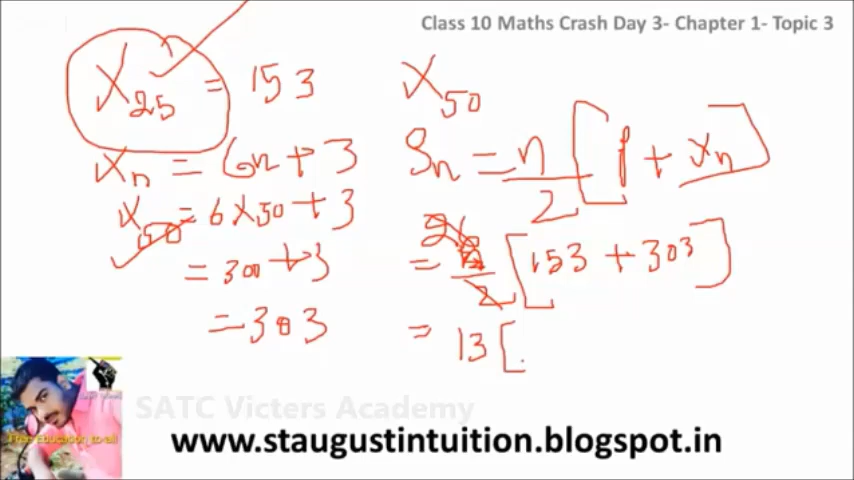 Class 10 Maths Crash Day 3- Chapter 1- Topic 3
X₂₅ = 153
xₙ = 6n + 3
x₅₀ = 6 × 50 + 3
= 300 + 3
= 303
X₅₀
Sₙ = n/2 [f + xₙ]
= 26/2 [153 + 303]
= 13 [
Free education to all
SATC Victers Academy
www.staugustintuition.blogspot.in